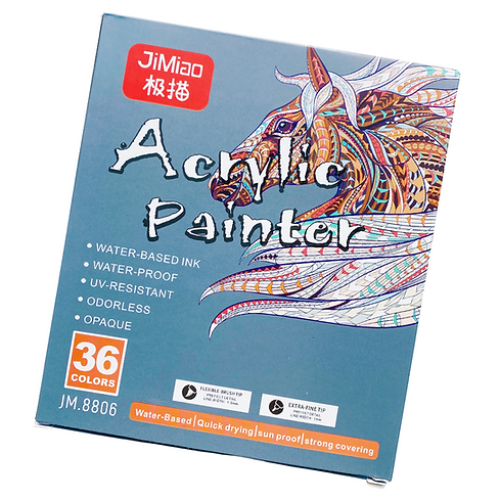 JiMiao
极描
Acrylic
Painter
• WATER-BASED INK
• WATER-PROOF
• UV-RESISTANT
• ODORLESS
• OPAQUE
36
COLORS
JM.8806
FLEXIBLE-BRUSH TIP
EXTRA-FINE TIP
Water-Based | Quick drying | sun proof | strong covering